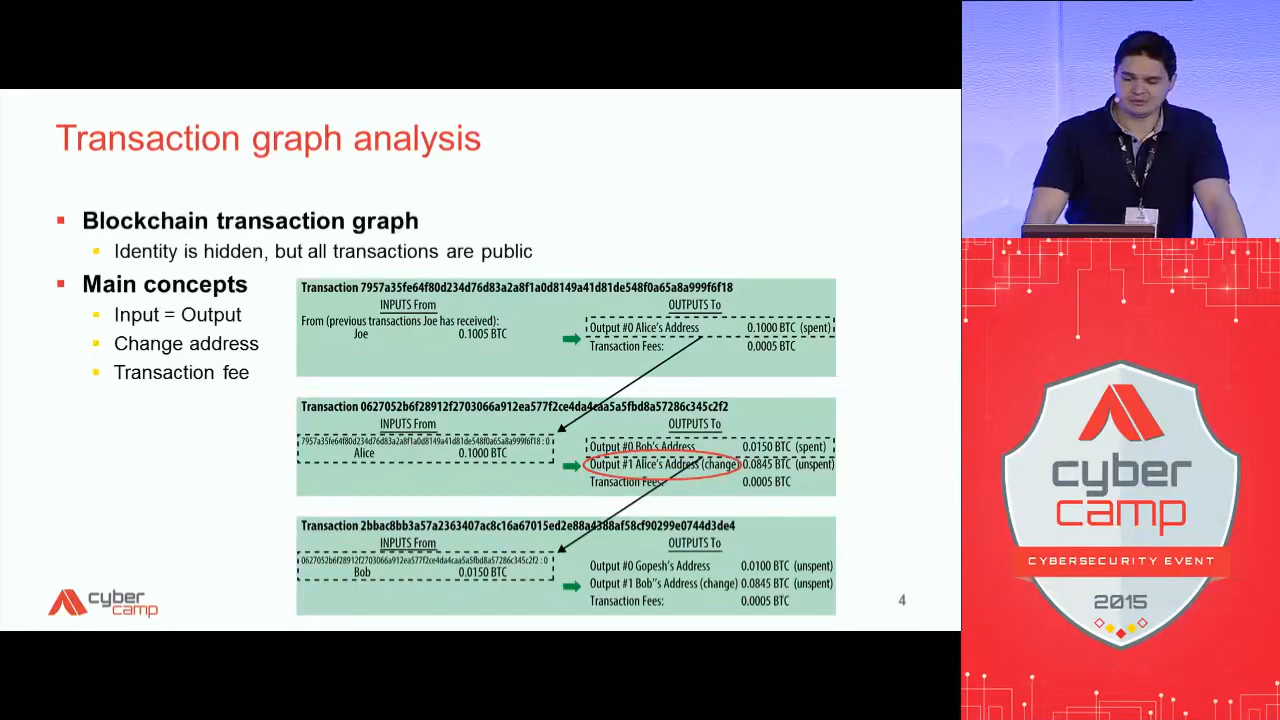 Transaction graph analysis
Blockchain transaction graph
Identity is hidden, but all transactions are public
Main concepts
Input = Output
Change address
Transaction fee
Transaction 7957a35fe64f80d234d76d83a2a8f1a0d8149a41d81de548f0a65a8a999f6f18
INPUTS From OUTPUTS To
From (previous transactions Joe has received):
Joe 0.1005 BTC
Output #0 Alice's Address 0.1000 BTC (spent)
Transaction Fees: 0.0005 BTC
Transaction 0627052b6f28912f2703066a912ea577f2ce4da4caa5a5fbd8a57286c345c2f2
INPUTS From OUTPUTS To
7957a35fe64f80d234d76d83a2a8f1a0d8149a41d81de548f0a65a8a999f6f18 : 0
Alice 0.1000 BTC
Output #0 Bob's Address 0.0150 BTC (spent)
Output #1 Alice's Address (change) 0.0845 BTC (unspent)
Transaction Fees: 0.0005 BTC
Transaction 2bbac8bb3a57a2363407ac8c16a67015ed2e88a4388af58cf90299e0744d3de4
INPUTS From OUTPUTS To
0627052b6f28912f2703066a912ea577f2ce4da4caa5a5fbd8a57286c345c2f2 : 0
Bob 0.0150 BTC
Output #0 Gopesh's Address 0.0100 BTC (unspent)
Output #1 Bob''s Address (change) 0.0845 BTC (unspent)
Transaction Fees: 0.0005 BTC
cyber
camp
4
cyber
camp
CYBERSECURITY EVENT
2015